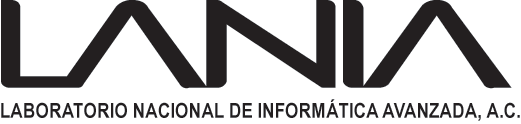 LANIA
LABORATORIO NACIONAL DE INFORMÁTICA AVANZADA, A.C.